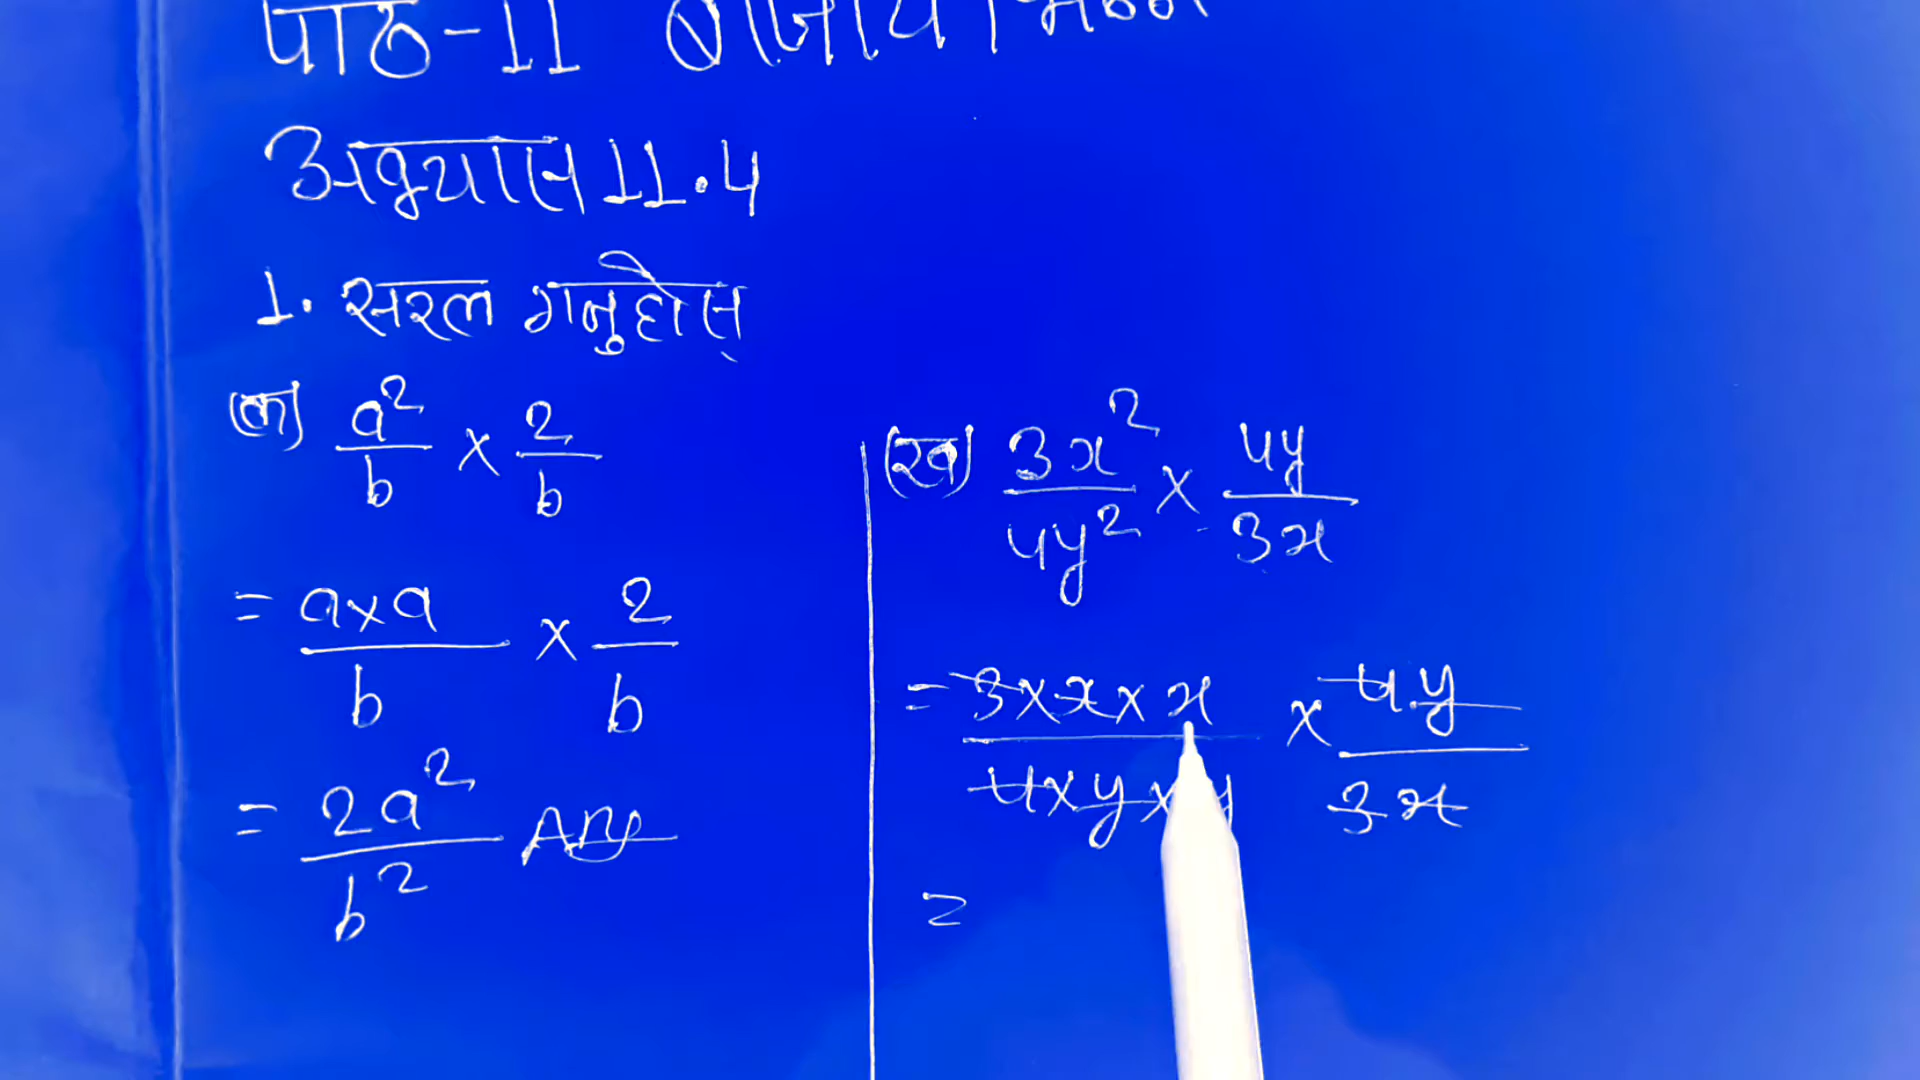 पाठ-11 बीजीय भिन्न
अभ्यास 11.4
1. सरल गर्नुहोस्
(क) a²/b × 2/b
= a×a/b × 2/b
= 2a²/b² Ans
(ख) 3x²/4y² × 4y/3x
= 3×x×x/4×y×y × 4.y/3x
=